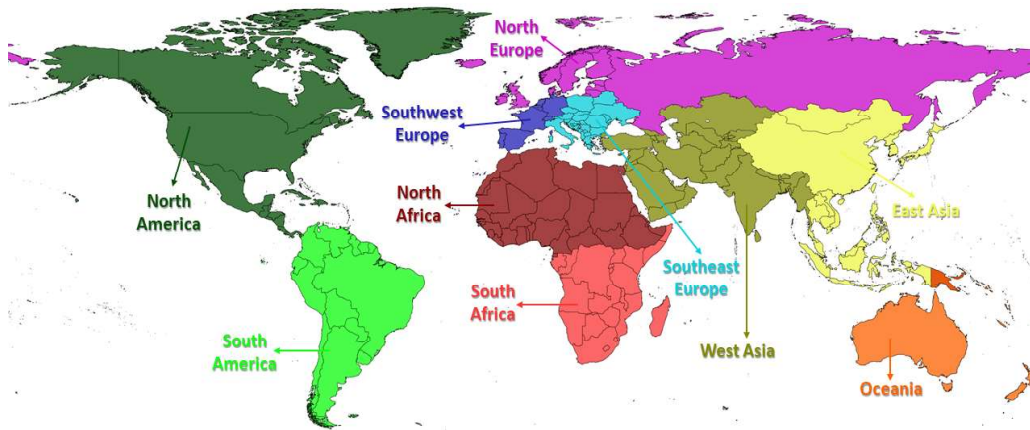 North
Europe
Southwest
Europe
North
America
North
Africa
East Asia
Southeast
Europe
South
Africa
South
America
West Asia
Oceania